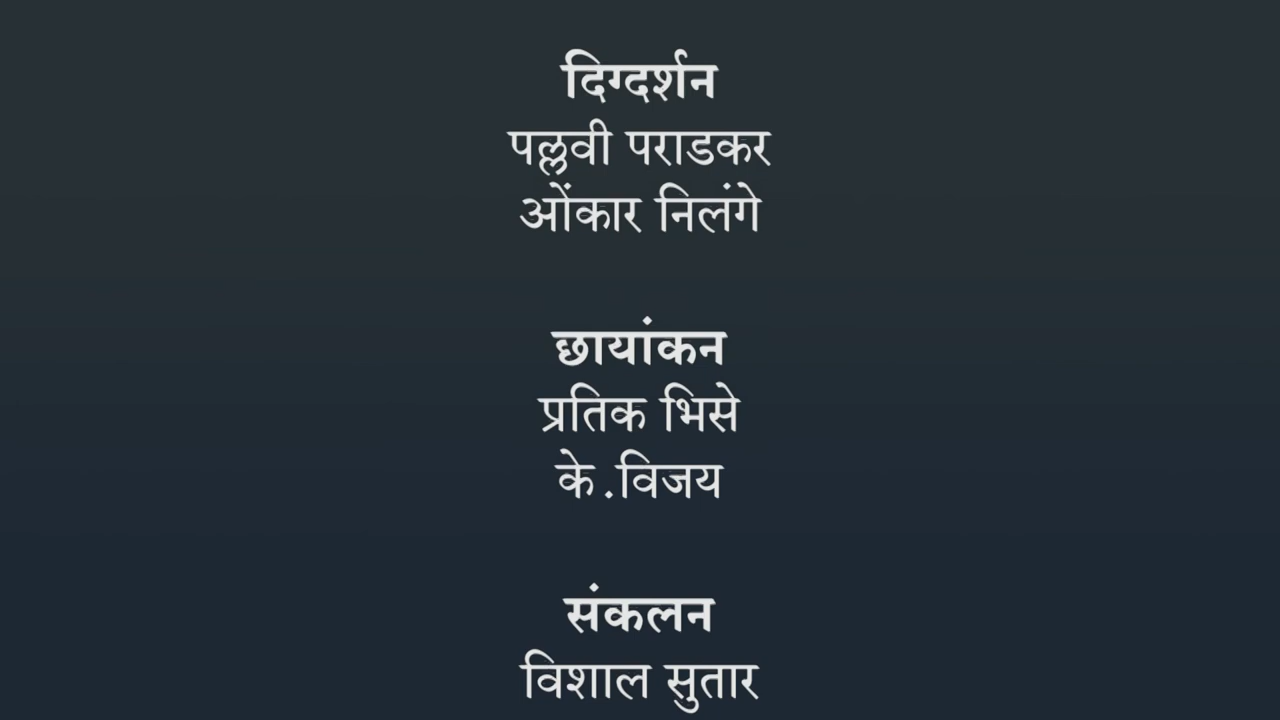 दिग्दर्शन
पल्लवी पराडकर
ओंकार निलंगे
छायांकन
प्रतिक भिसे
के.विजय
संकलन
विशाल सुतार